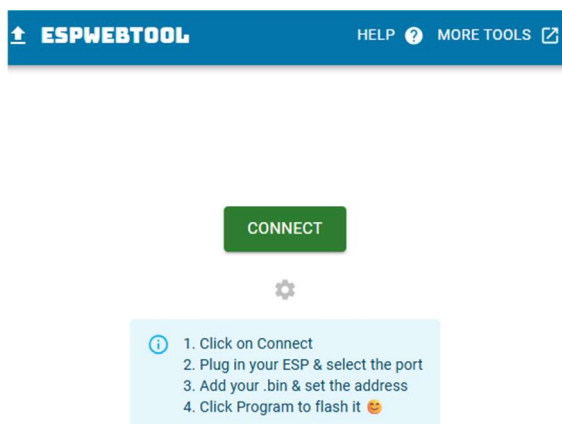 ESPWEBTOOL HELP MORE TOOLS
CONNECT
1. Click on Connect
2. Plug in your ESP & select the port
3. Add your .bin & set the address
4. Click Program to flash it 😊